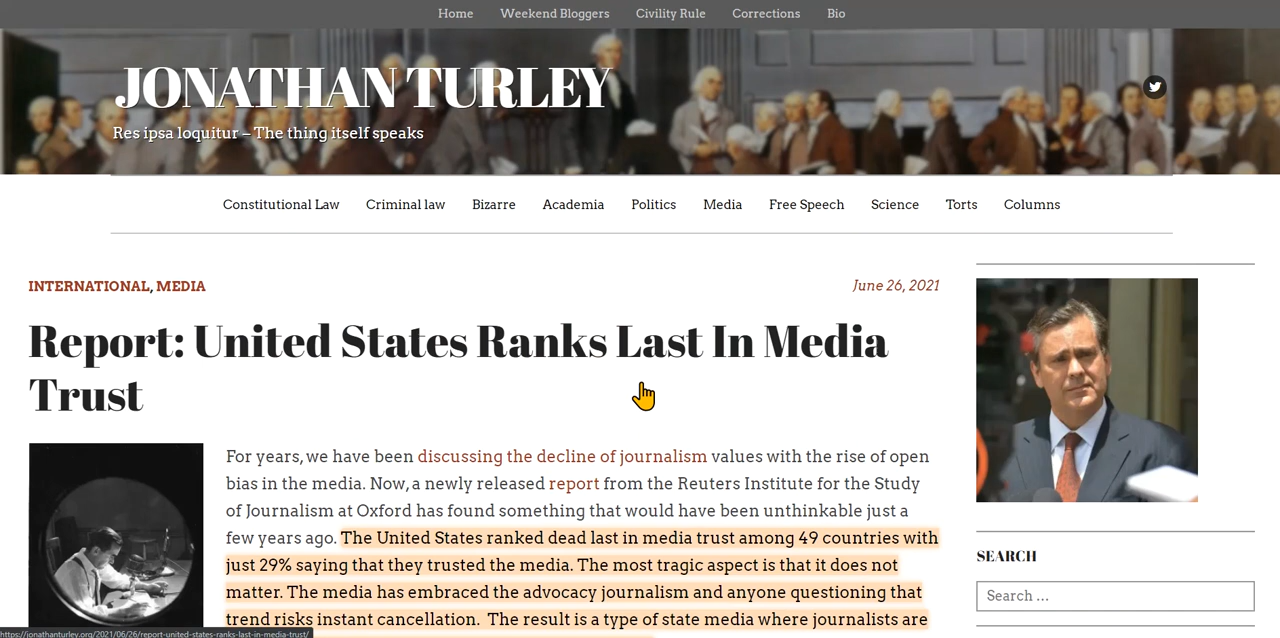 Home Weekend Bloggers Civility Rule Corrections Bio
JONATHAN TURLEY
Res ipsa loquitur – The thing itself speaks
Constitutional Law Criminal law Bizarre Academia Politics Media Free Speech Science Torts Columns
INTERNATIONAL, MEDIA
June 26, 2021
Report: United States Ranks Last In Media
Trust
For years, we have been discussing the decline of journalism values with the rise of open
bias in the media. Now, a newly released report from the Reuters Institute for the Study
of Journalism at Oxford has found something that would have been unthinkable just a
few years ago. The United States ranked dead last in media trust among 49 countries with
just 29% saying that they trusted the media. The most tragic aspect is that it does not
matter. The media has embraced the advocacy journalism and anyone questioning that
trend risks instant cancellation. The result is a type of state media where journalists are
SEARCH
Search …
https://jonathanturley.org/2021/06/26/report-united-states-ranks-last-in-media-trust/